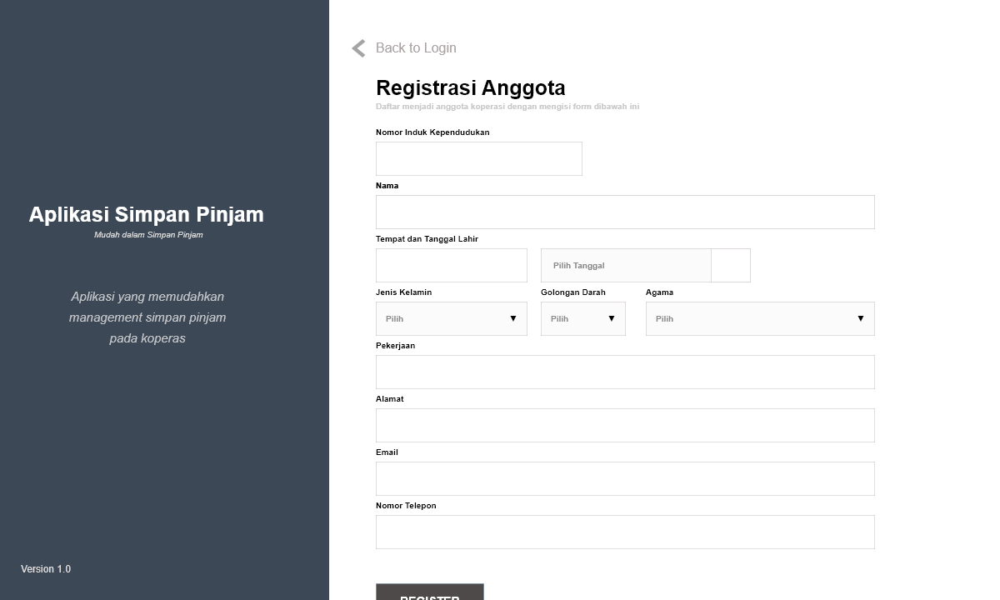 Aplikasi Simpan Pinjam
Mudah dalam Simpan Pinjam
Aplikasi yang memudahkan
management simpan pinjam
pada koperas
Version 1.0
Back to Login
Registrasi Anggota
Daftar menjadi anggota koperasi dengan mengisi form dibawah ini
Nomor Induk Kependudukan
Nama
Tempat dan Tanggal Lahir
Pilih Tanggal
Jenis Kelamin
Golongan Darah
Agama
Pilih
Pilih
Pilih
Pekerjaan
Alamat
Email
Nomor Telepon
REGISTER